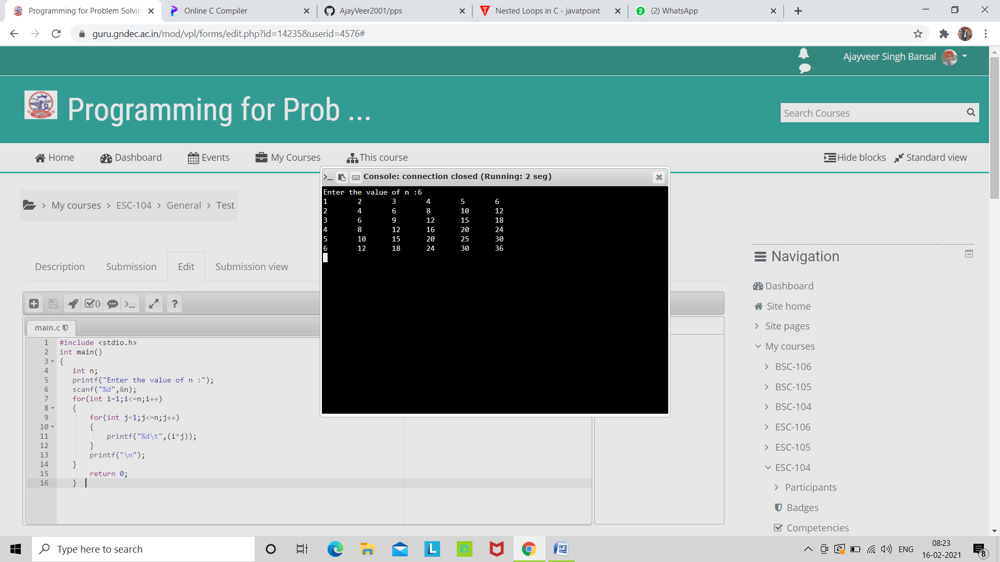 Programming for Problem Solvin
Online C Compiler
AjayVeer2001/pps
Nested Loops in C - javatpoint
(2) WhatsApp
guru.gndec.ac.in/mod/vpl/forms/edit.php?id=14235&userid=4576#
Ajayveer Singh Bansal
Programming for Prob ...
Search Courses
Home Dashboard Events My Courses This course Hide blocks Standard view
Console: connection closed (Running: 2 seg)
Enter the value of n :6
1 2 3 4 5 6
2 4 6 8 10 12
3 6 9 12 15 18
4 8 12 16 20 24
5 10 15 20 25 30
6 12 18 24 30 36
> My courses > ESC-104 > General > Test
Description Submission Edit Submission view
0
?
main.c
1 #include <stdio.h>
2 int main()
3 {
4 int n;
5 printf("Enter the value of n :");
6 scanf("%d",&n);
7 for(int i=1;i<=n;i++)
8 {
9 for(int j=1;j<=n;j++)
10 {
11 printf("%d\t",(i*j));
12 }
13 printf("\n");
14 }
15 return 0;
16 }
Navigation
Dashboard
Site home
Site pages
My courses
BSC-106
BSC-105
BSC-104
ESC-106
ESC-105
ESC-104
Participants
Badges
Competencies
Type here to search
ENG
08:23
16-02-2021
8